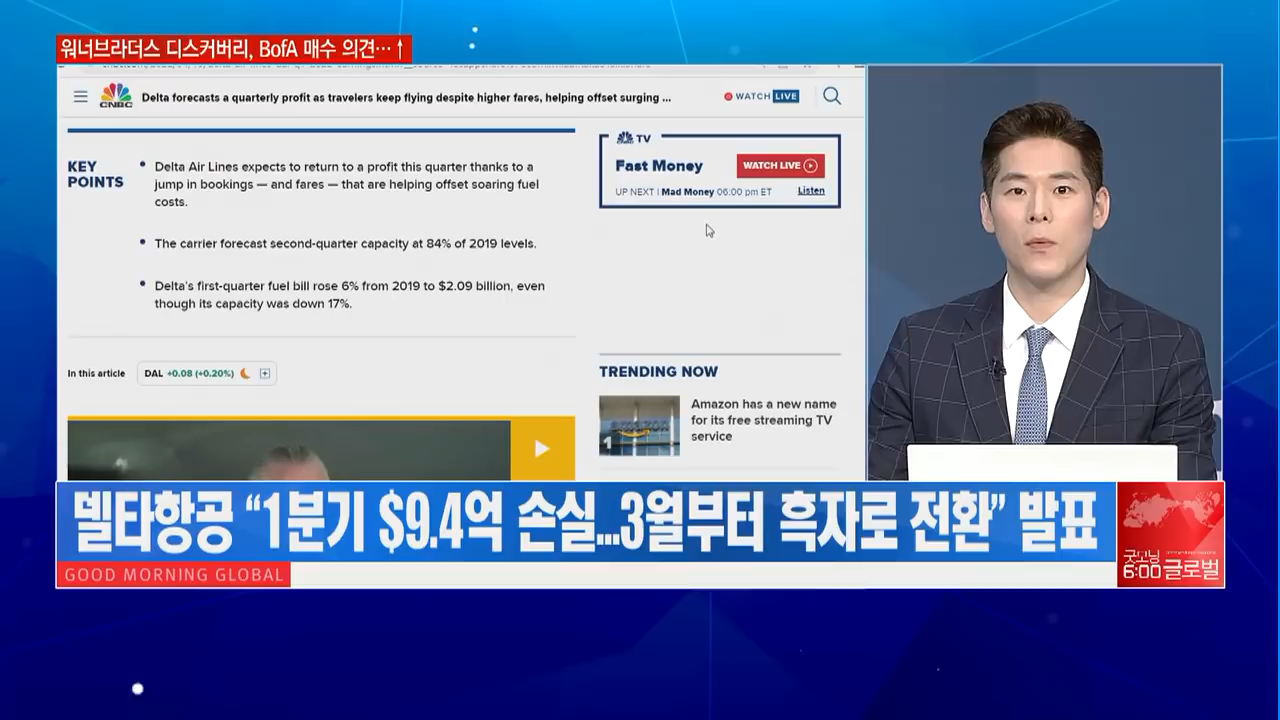 워너브라더스 디스커버리, BofA 매수 의견…↑
CNBC
Delta forecasts a quarterly profit as travelers keep flying despite higher fares, helping offset surging ...
WATCH LIVE
KEY
POINTS
Delta Air Lines expects to return to a profit this quarter thanks to a
jump in bookings — and fares — that are helping offset soaring fuel
costs.
The carrier forecast second-quarter capacity at 84% of 2019 levels.
Delta's first-quarter fuel bill rose 6% from 2019 to $2.09 billion, even
though its capacity was down 17%.
TV
Fast Money
WATCH LIVE
UP NEXT | Mad Money 06:00 pm ET
Listen
In this article
DAL +0.08 (+0.20%)
TRENDING NOW
1
Amazon has a new name
for its free streaming TV
service
델타항공 “1분기 $9.4억 손실...3월부터 흑자로 전환” 발표
GOOD MORNING GLOBAL
굿모닝
6:00 글로벌